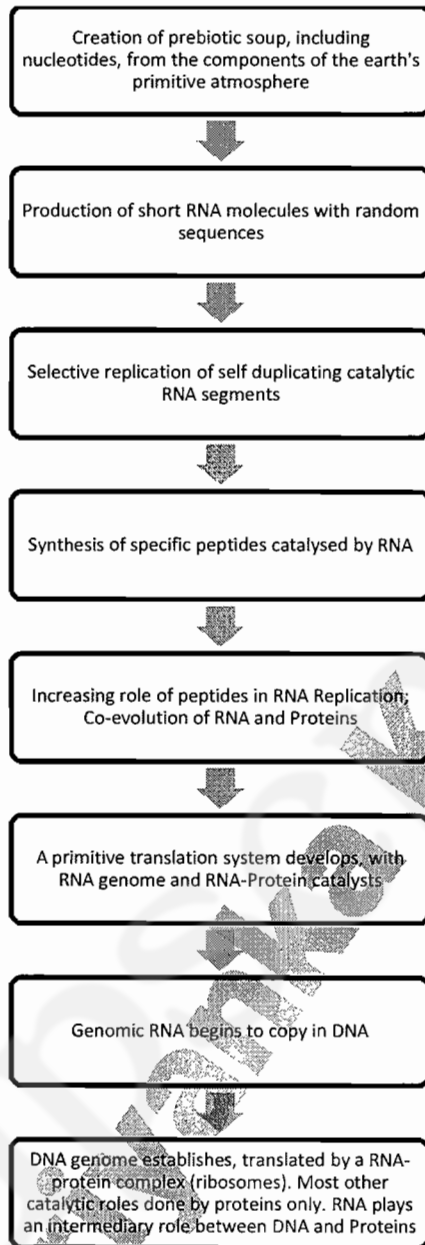 Creation of prebiotic soup, including
nucleotides, from the components of the earth's
primitive atmosphere
Production of short RNA molecules with random
sequences
Selective replication of self duplicating catalytic
RNA segments
Synthesis of specific peptides catalysed by RNA
Increasing role of peptides in RNA Replication;
Co-evolution of RNA and Proteins
A primitive translation system develops, with
RNA genome and RNA-Protein catalysts
Genomic RNA begins to copy in DNA
DNA genome establishes, translated by a RNA-
protein complex (ribosomes). Most other
catalytic roles done by proteins only. RNA plays
an intermediary role between DNA and Proteins